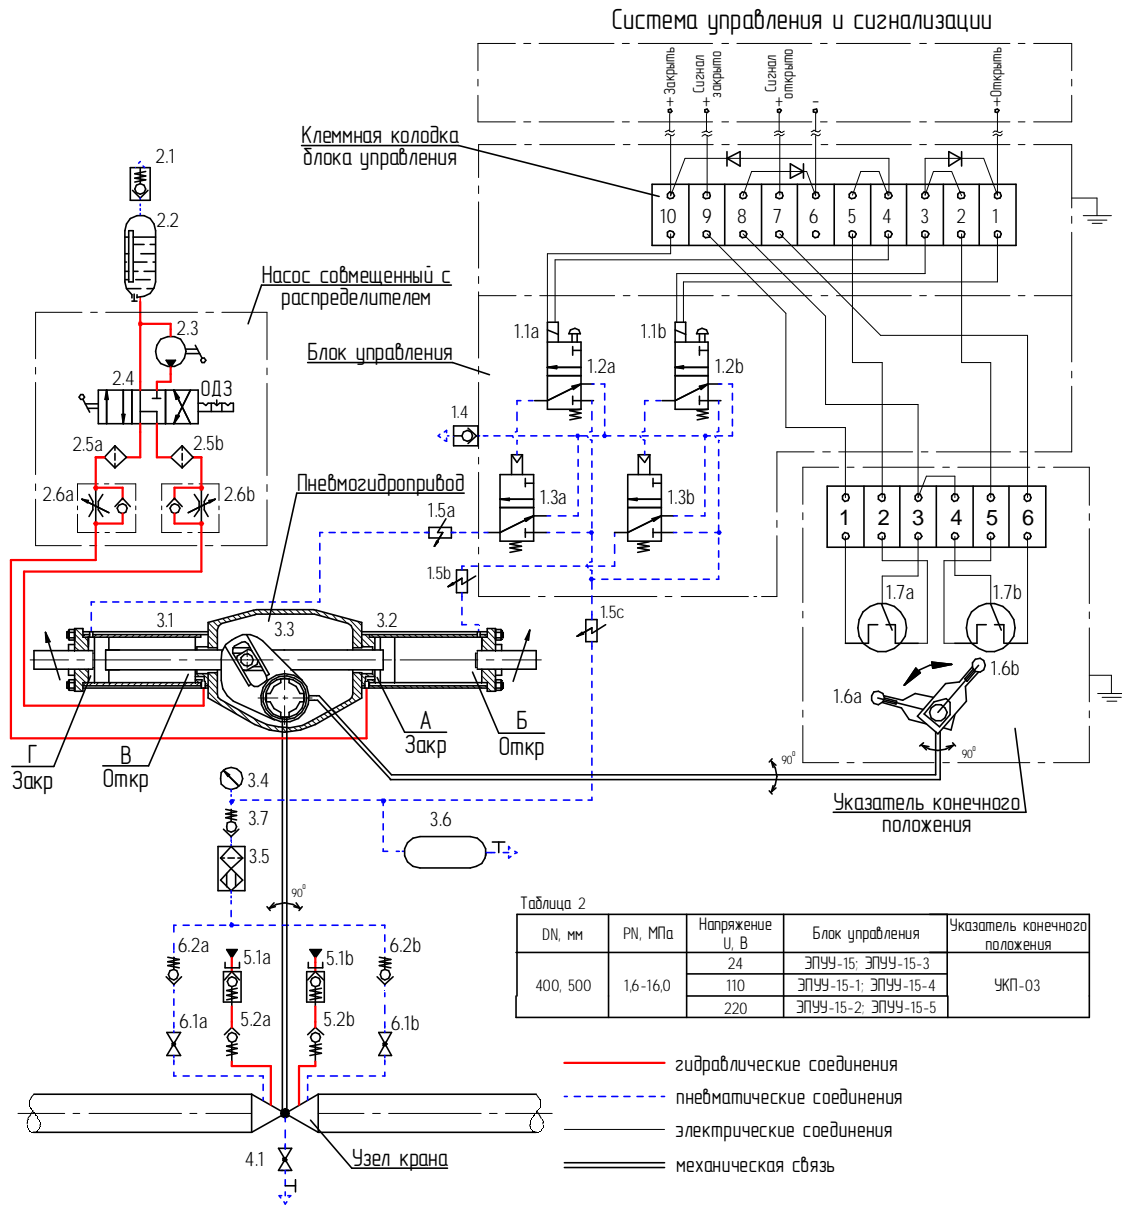 Система управления и сигнализации
+ Закрыть
+ Сигнал
закрыто
+ Сигнал
открыто
-
+Открыть
Клеммная колодка
блока управления
10 9 8 7 6 5 4 3 2 1
2.1
2.2
Насос совмещенный с
распределителем
2.3
2.4
ОДЗ
2.5a
2.5b
2.6a
2.6b
Блок управления
1.1a
1.1b
1.2a
1.2b
1.4
1.3a
1.3b
Пневмогидропривод
1.5a
1.5b
1.5c
1 2 3 4 5 6
1.7a
1.7b
1.6b
1.6a
90°
90°
Указатель конечного
положения
3.1
3.2
3.3
Г
Закр
В
Откр
А
Закр
Б
Откр
3.4
3.7
3.5
3.6
90°
6.2a
5.1a
5.1b
6.2b
6.1a
5.2a
5.2b
6.1b
4.1
Узел крана
Таблица 2
DN, мм
PN, МПа
Напряжение
U, В
Блок управления
Указатель конечного
положения
400, 500
1,6-16,0
24
ЭПУУ-15; ЭПУУ-15-3
110
ЭПУУ-15-1; ЭПУУ-15-4
220
ЭПУУ-15-2; ЭПУУ-15-5
УКП-03
гидравлические соединения
пневматические соединения
электрические соединения
механическая связь